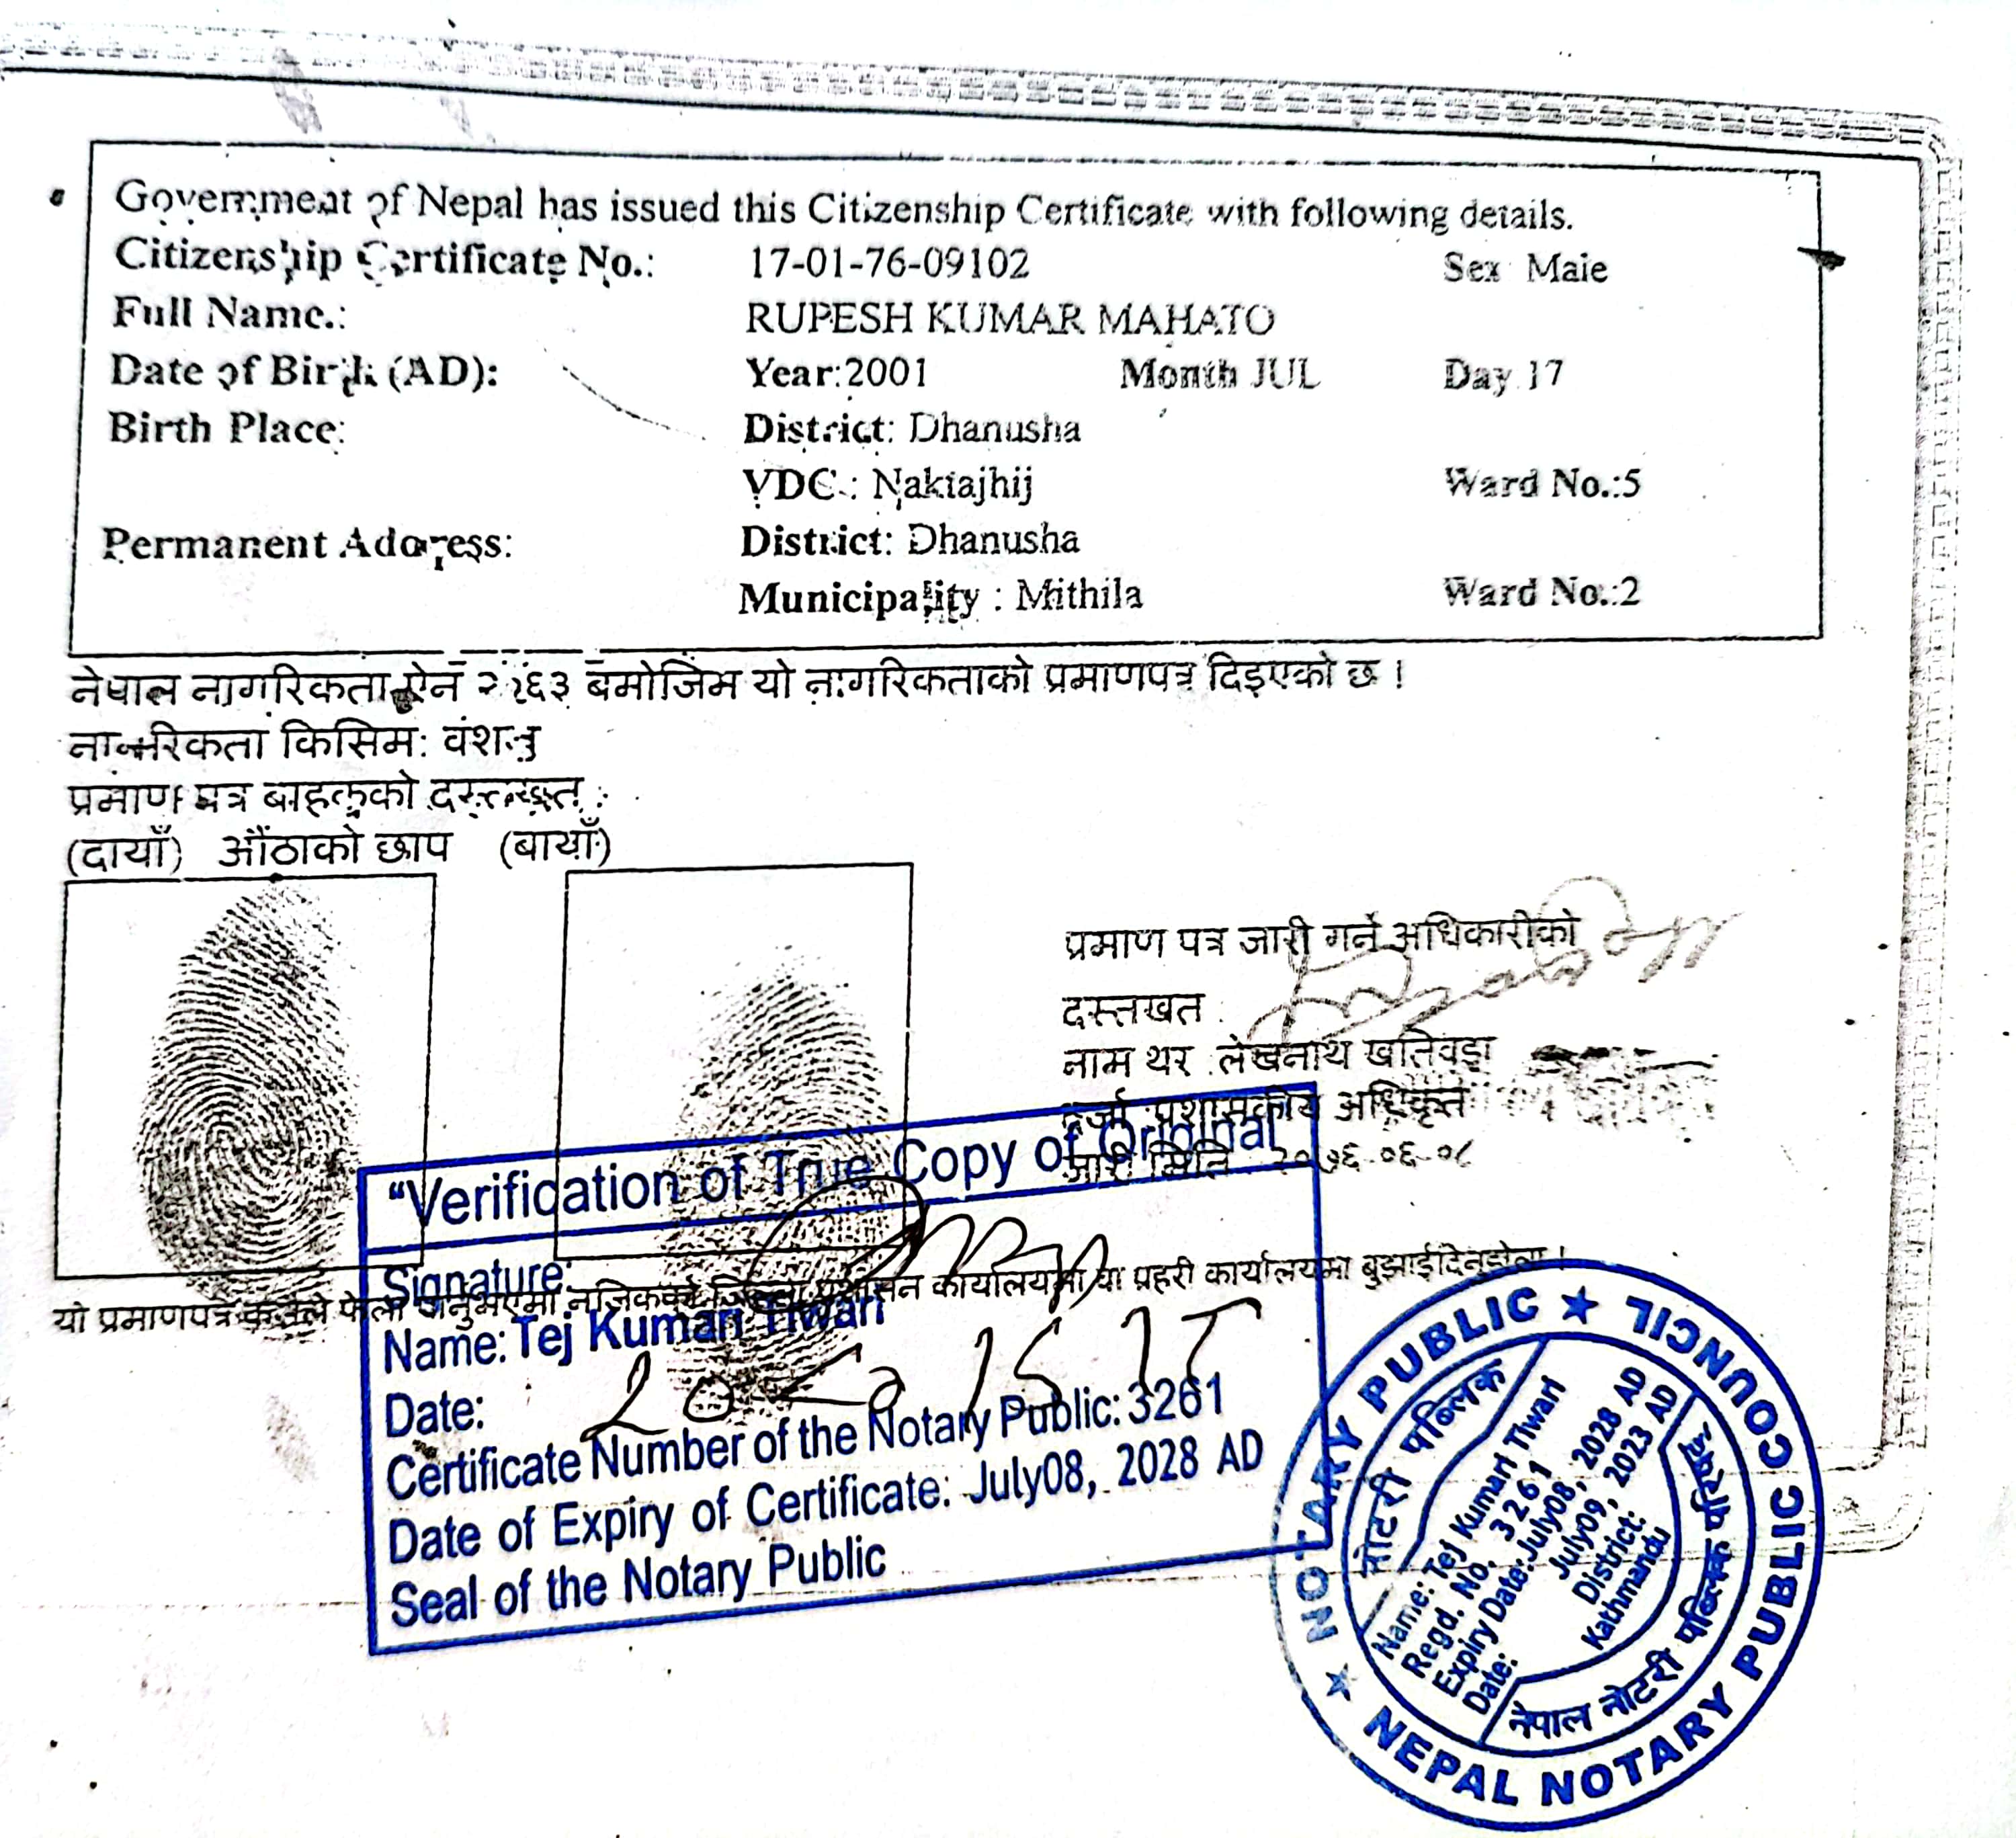 Government of Nepal has issued this Citizenship Certificate with following details.
Citizenship Certificate No.: 17-01-76-09102 Sex Male
Full Name.: RUPESH KUMAR MAHATO
Date of Birth (AD): Year:2001 Month JUL Day 17
Birth Place: District: Dhanusha
VDC.: Naktajhij Ward No.:5
Permanent Address: District: Dhanusha
Municipality : Mithila Ward No.:2
नेपाल नागरिकता ऐन २०६३ बमोजिम यो नागरिकताको प्रमाणपत्र दिइएको छ ।
नागरिकता किसिम: वंशज
प्रमाण पत्र बाहकको दस्तखत :
(दायाँ) औंठाको छाप (बायाँ)
प्रमाण पत्र जारी गर्ने अधिकारीको
दस्तखत :
नाम थर : लेखनाथ खतिवडा
दर्जा : प्रशासकीय अधिकृत
जारी मिति : २०७६-०६-०८
यो प्रमाणपत्र कसैले फेला पार्नुभएमा नजिकको जिल्ला प्रशासन कार्यालयमा वा प्रहरी कार्यालयमा बुझाईदिनुहोला ।
"Verification of True Copy of Original
Signature:
Name: Tej Kumari Tiwari
Date:
Certificate Number of the Notary Public: 3261
Date of Expiry of Certificate: July08, 2028 AD
Seal of the Notary Public
★ NOTARY PUBLIC ★
NEPAL NOTARY PUBLIC COUNCIL
नोटरी पब्लिक
Name: Tej Kumari Tiwari
Regd. No. 3261
Expiry Date: July08, 2028 AD
Date: July09, 2023 AD
District:
Kathmandu
नेपाल नोटरी पब्लिक परिषद